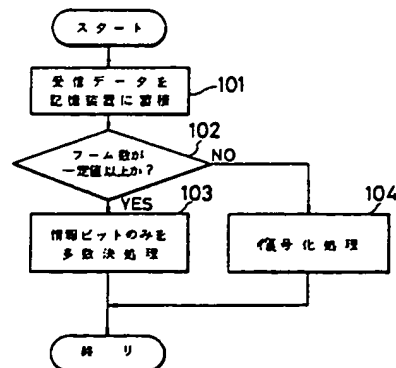 スタート
受信データを
記憶装置に蓄積
101
102
フーム数が
一定値以上か?
NO
YES
103
情報ビットのみを
多数決処理
104
復号化処理
終り